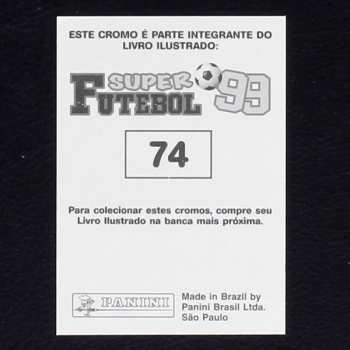 ESTE CROMO É PARTE INTEGRANTE DO
LIVRO ILUSTRADO:
SUPER
FUTEBOL 99
74
Para colecionar estes cromos, compre seu
Livro Ilustrado na banca mais próxima.
PANINI
Made in Brazil by
Panini Brasil Ltda.
São Paulo